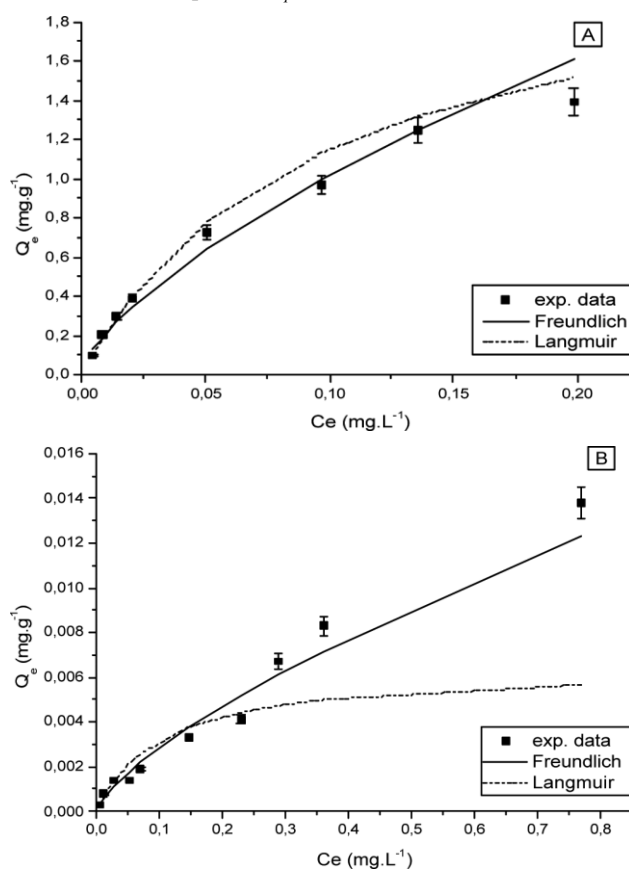 A
1,8
1,6
1,4
1,2
1,0
0,8
0,6
0,4
0,2
0,0
Qe (mg.g-1)
exp. data
Freundlich
Langmuir
0,00 0,05 0,10 0,15 0,20
Ce (mg.L-1)
B
0,016
0,014
0,012
0,010
0,008
0,006
0,004
0,002
0,000
Qe (mg.g-1)
exp. data
Freundlich
Langmuir
0,0 0,1 0,2 0,3 0,4 0,5 0,6 0,7 0,8
Ce (mg.L-1)